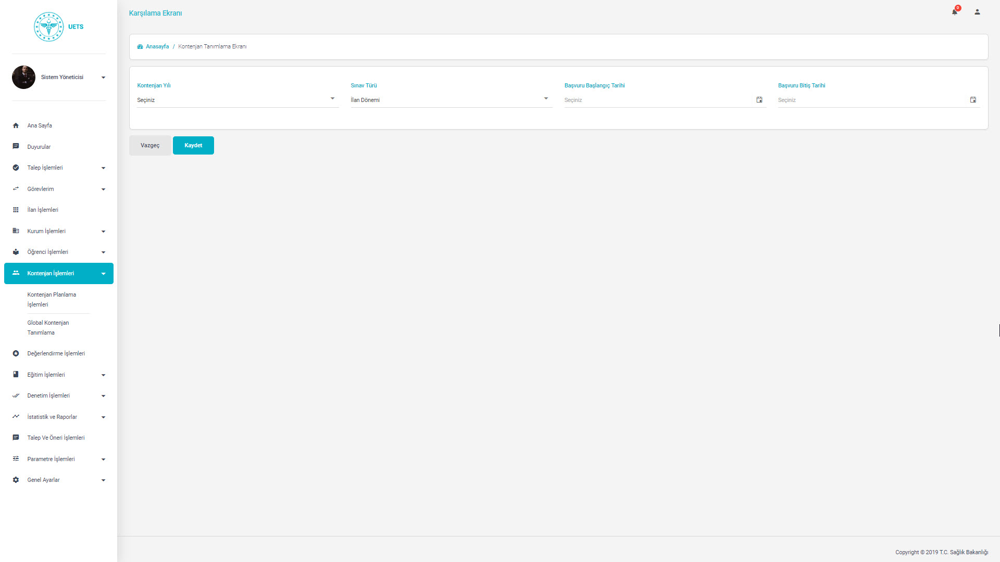 UETS
Sistem Yöneticisi
Ana Sayfa
Duyurular
Talep İşlemleri
Görevlerim
İlan İşlemleri
Kurum İşlemleri
Öğrenci İşlemleri
Kontenjan İşlemleri
Kontenjan Planlama
İşlemleri
Global Kontenjan
Tanımlama
Değerlendirme İşlemleri
Eğitim İşlemleri
Denetim İşlemleri
İstatistik ve Raporlar
Talep Ve Öneri İşlemleri
Parametre İşlemleri
Genel Ayarlar
Karşılama Ekranı
0
Anasayfa / Kontenjan Tanımlama Ekranı
Kontenjan Yılı
Seçiniz
Sınav Türü
İlan Dönemi
Başvuru Başlangıç Tarihi
Seçiniz
Başvuru Bitiş Tarihi
Seçiniz
Vazgeç
Kaydet
Copyright © 2019 T.C. Sağlık Bakanlığı